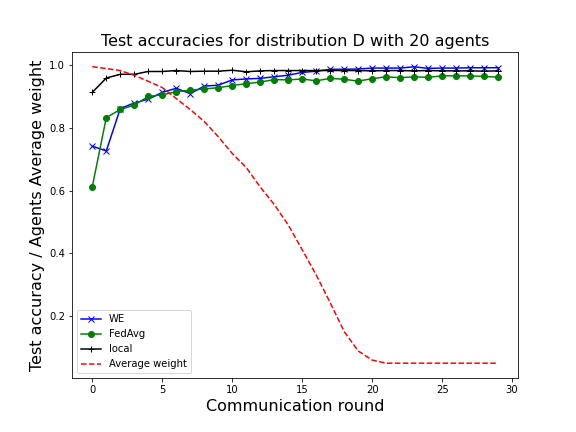 Test accuracies for distribution D with 20 agents
Test accuracy / Agents Average weight
1.0
0.8
0.6
0.4
0.2
WE
FedAvg
local
Average weight
0 5 10 15 20 25 30
Communication round